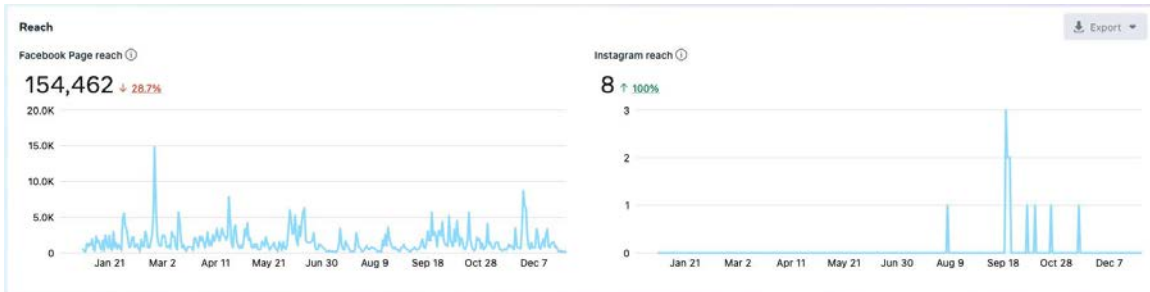 Reach
Export
Facebook Page reach
154,462 ↓ 28.7%
20.0K
15.0K
10.0K
5.0K
0
Jan 21 Mar 2 Apr 11 May 21 Jun 30 Aug 9 Sep 18 Oct 28 Dec 7
Instagram reach
8 ↑ 100%
3
2
1
0
Jan 21 Mar 2 Apr 11 May 21 Jun 30 Aug 9 Sep 18 Oct 28 Dec 7